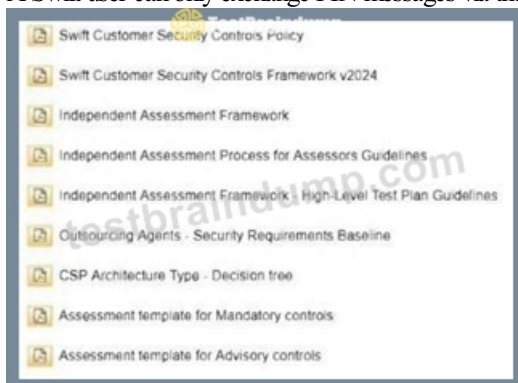 Swift Customer Security Controls Policy
Swift Customer Security Controls Framework v2024
Independent Assessment Framework
Independent Assessment Process for Assessors Guidelines
Independent Assessment Framework - High-Level Test Plan Guidelines
testbraindump.com
Outsourcing Agents - Security Requirements Baseline
CSP Architecture Type - Decision tree
Assessment template for Mandatory controls
Assessment template for Advisory controls